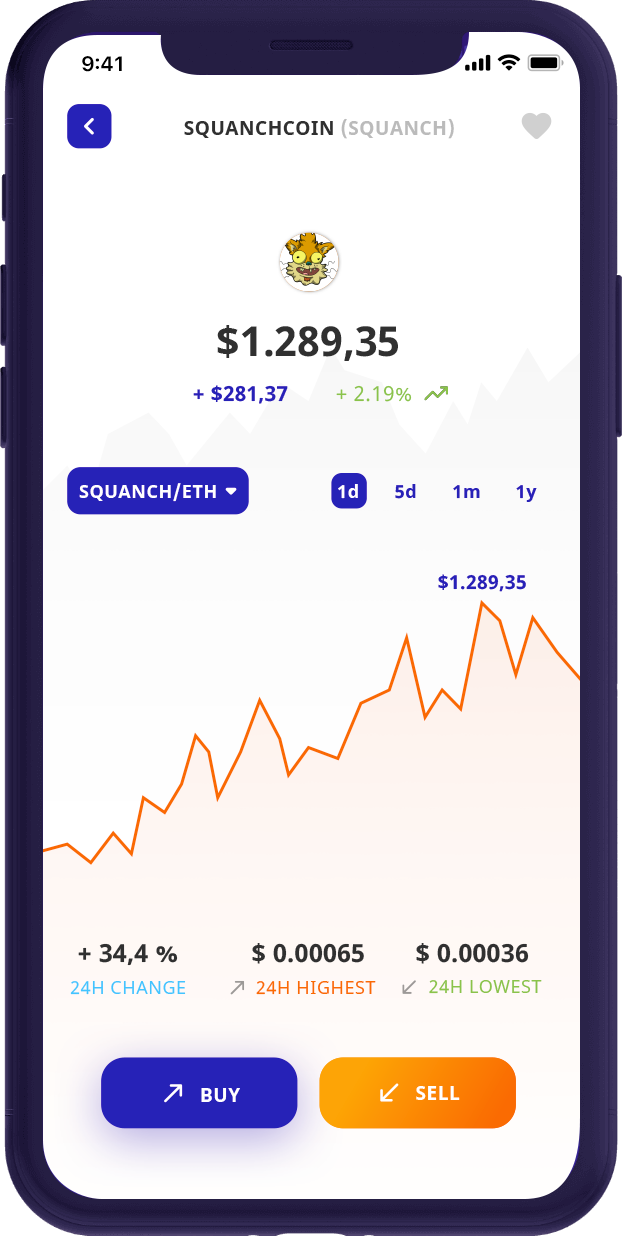 9:41
SQUANCHCOIN (SQUANCH)
$1.289,35
+ $281,37 + 2.19%
SQUANCH/ETH 1d 5d 1m 1y
$1.289,35
+ 34,4 % $ 0.00065 $ 0.00036
24H CHANGE 24H HIGHEST 24H LOWEST
BUY SELL